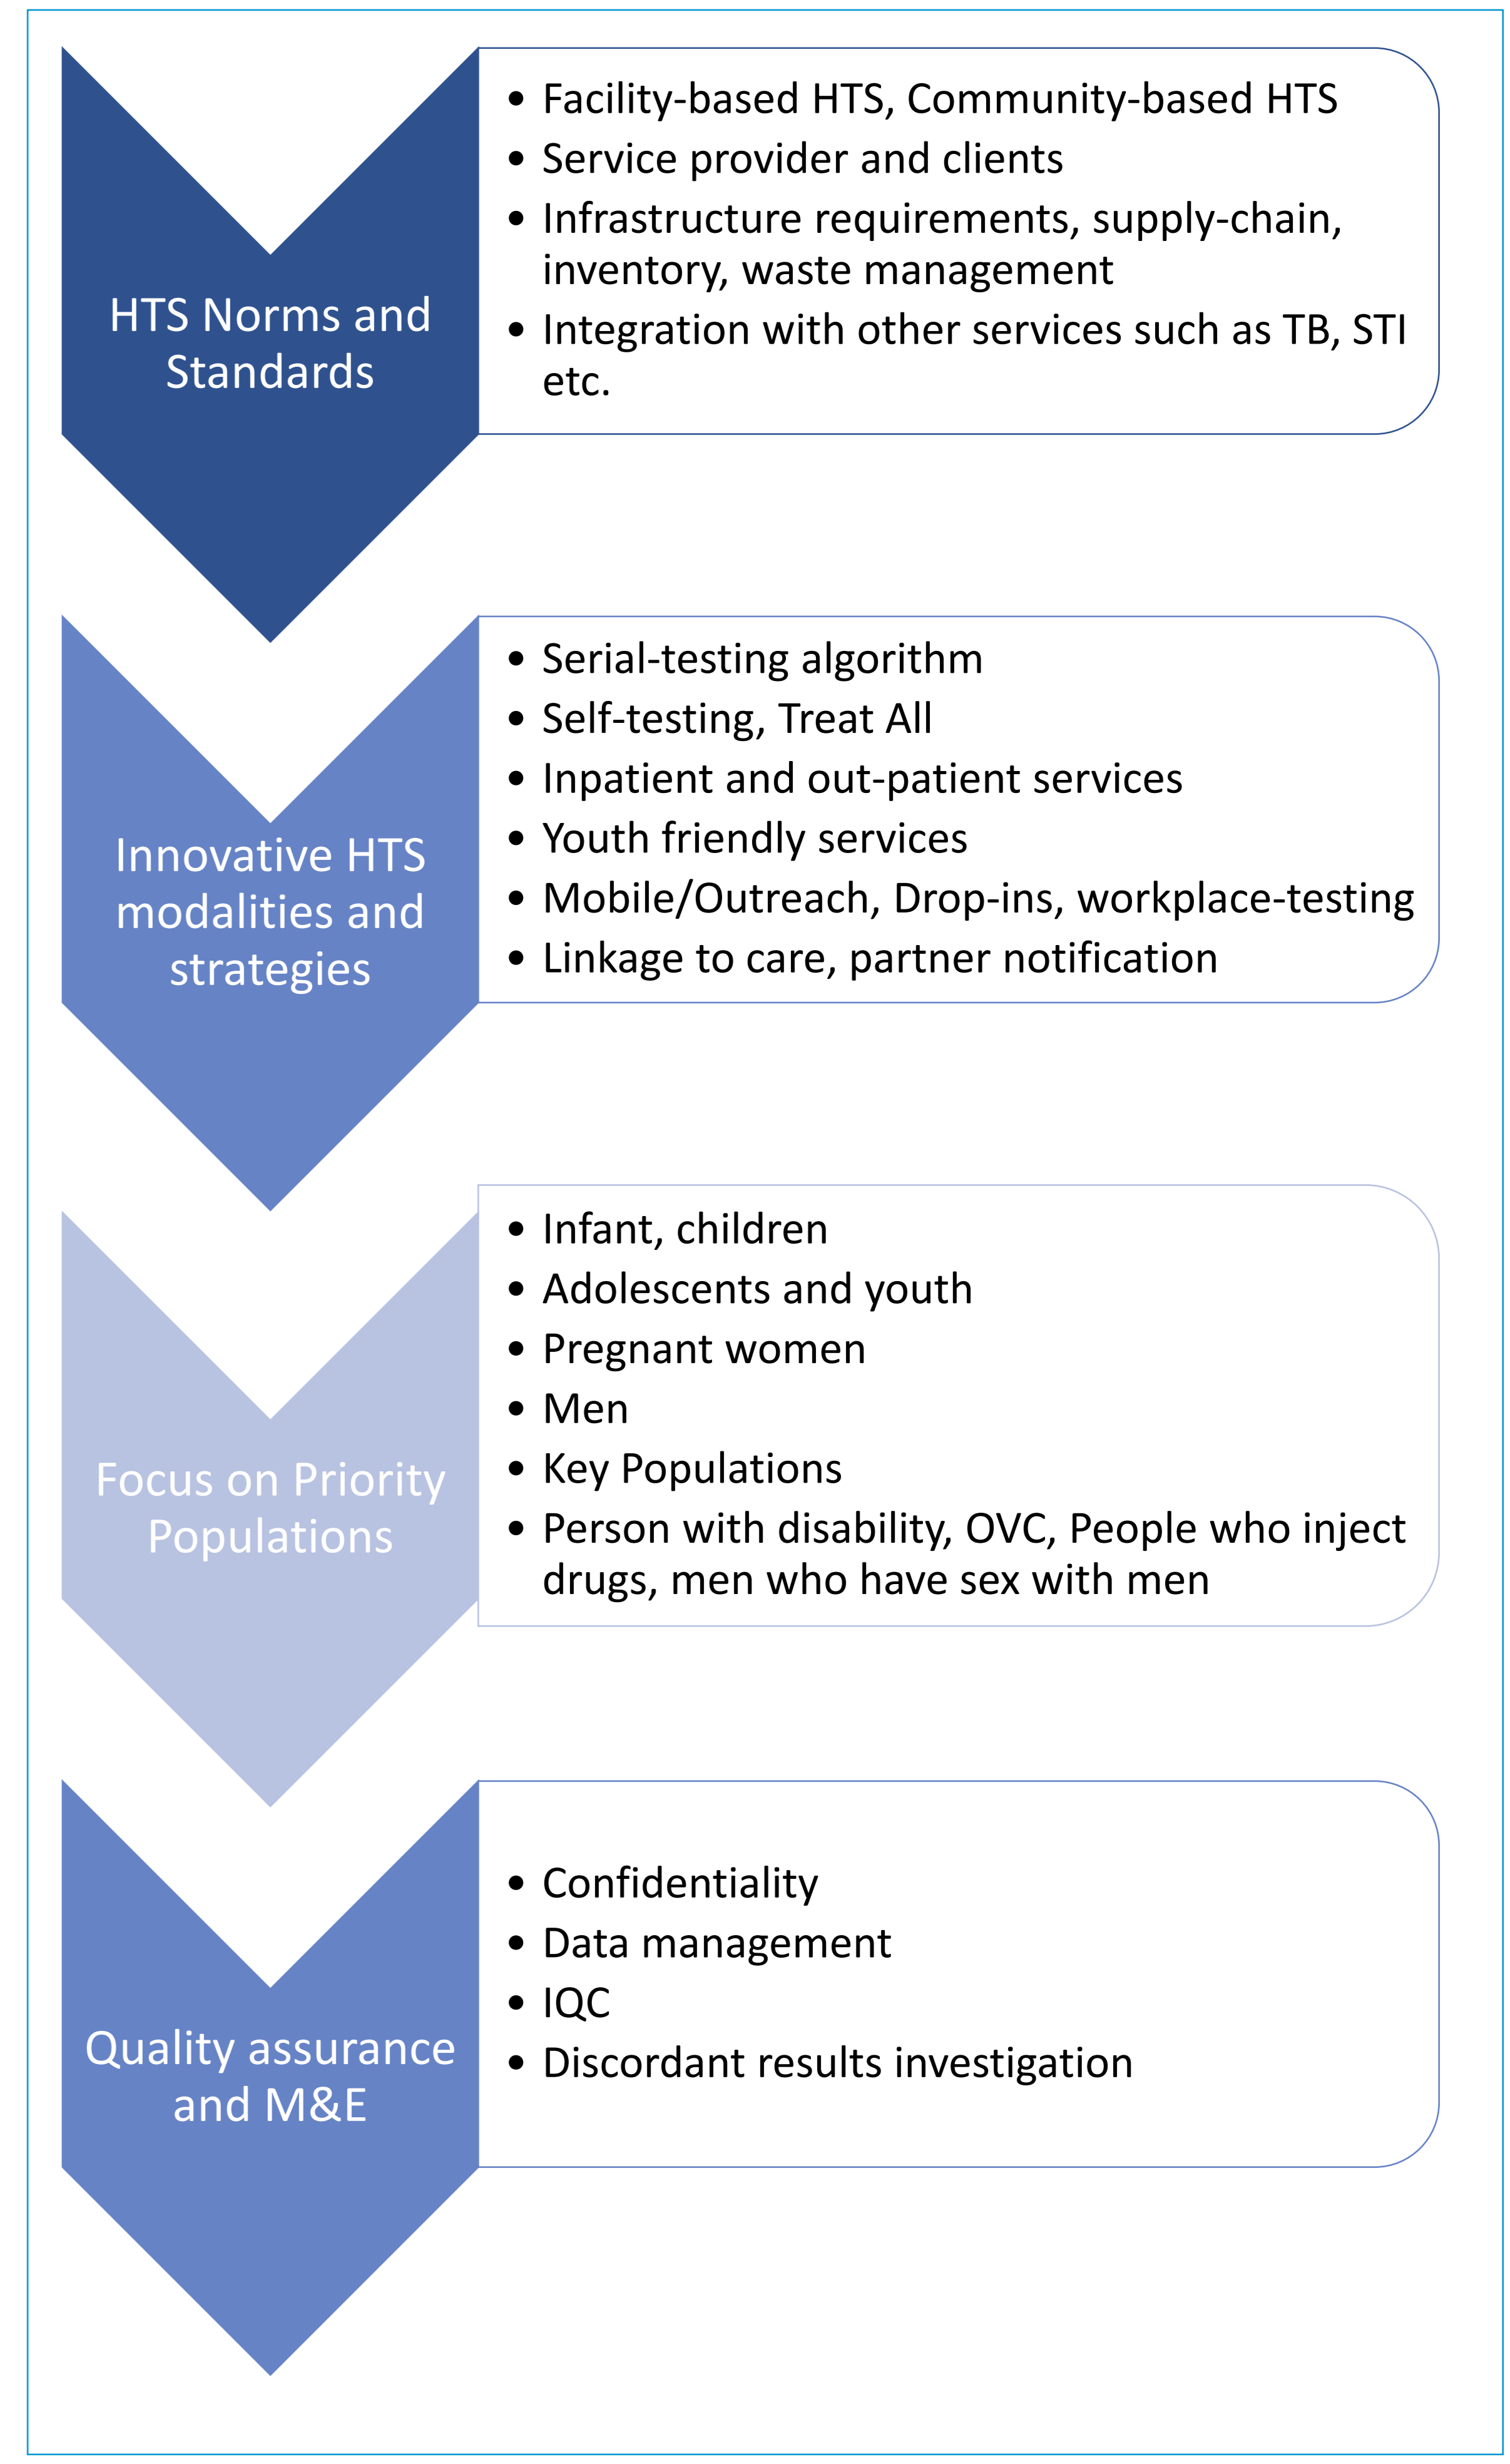 HTS Norms and
Standards
• Facility-based HTS, Community-based HTS
• Service provider and clients
• Infrastructure requirements, supply-chain,
inventory, waste management
• Integration with other services such as TB, STI
etc.
Innovative HTS
modalities and
strategies
• Serial-testing algorithm
• Self-testing, Treat All
• Inpatient and out-patient services
• Youth friendly services
• Mobile/Outreach, Drop-ins, workplace-testing
• Linkage to care, partner notification
Focus on Priority
Populations
• Infant, children
• Adolescents and youth
• Pregnant women
• Men
• Key Populations
• Person with disability, OVC, People who inject
drugs, men who have sex with men
Quality assurance
and M&E
• Confidentiality
• Data management
• IQC
• Discordant results investigation